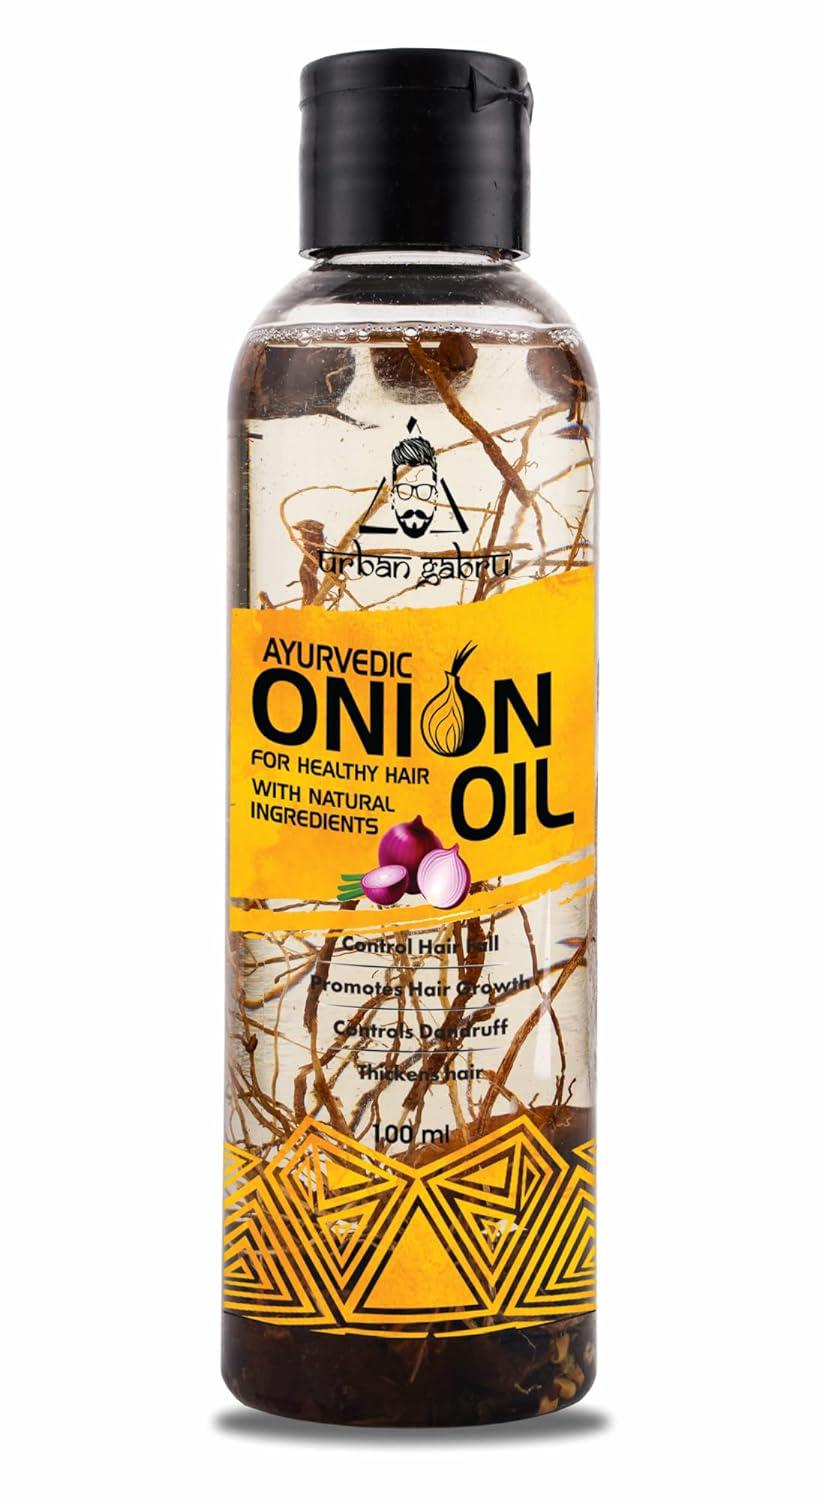 urban gabru
AYURVEDIC
ONION
OIL
FOR HEALTHY HAIR
WITH NATURAL
INGREDIENTS
Control Hair Fall
Promotes Hair Growth
Controls Dandruff
Thickens hair
100 ml